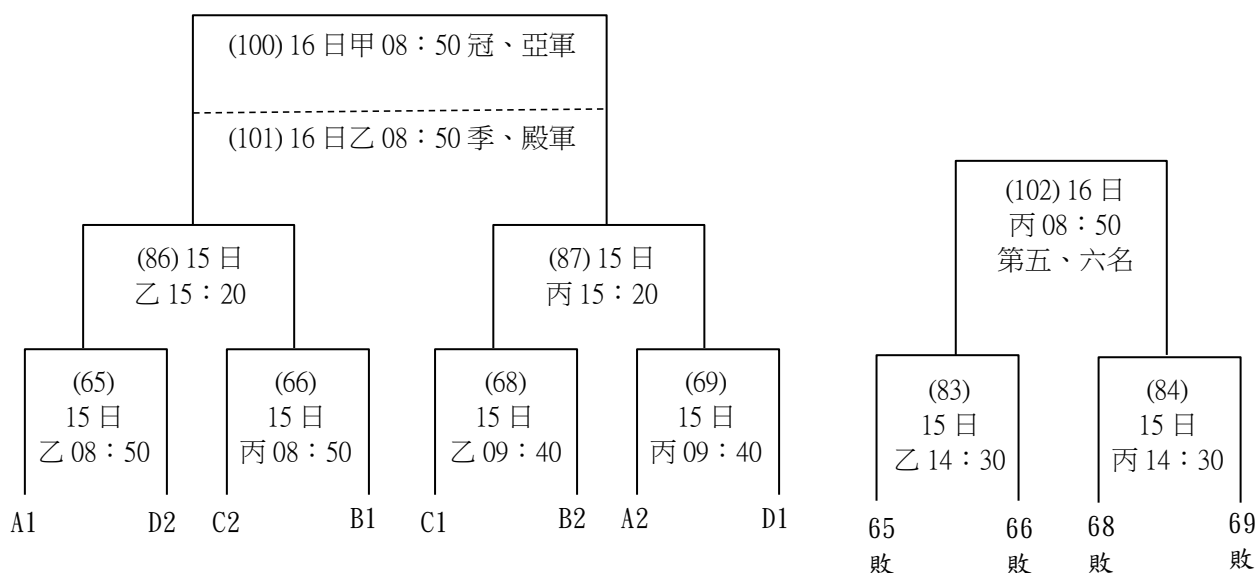 (100) 16 日甲 08：50 冠、亞軍
(101) 16 日乙 08：50 季、殿軍
(86) 15 日
乙 15：20
(87) 15 日
丙 15：20
(65)
15 日
乙 08：50
(66)
15 日
丙 08：50
(68)
15 日
乙 09：40
(69)
15 日
丙 09：40
A1
D2
C2
B1
C1
B2
A2
D1
(102) 16 日
丙 08：50
第五、六名
(83)
15 日
乙 14：30
(84)
15 日
丙 14：30
65
敗
66
敗
68
敗
69
敗